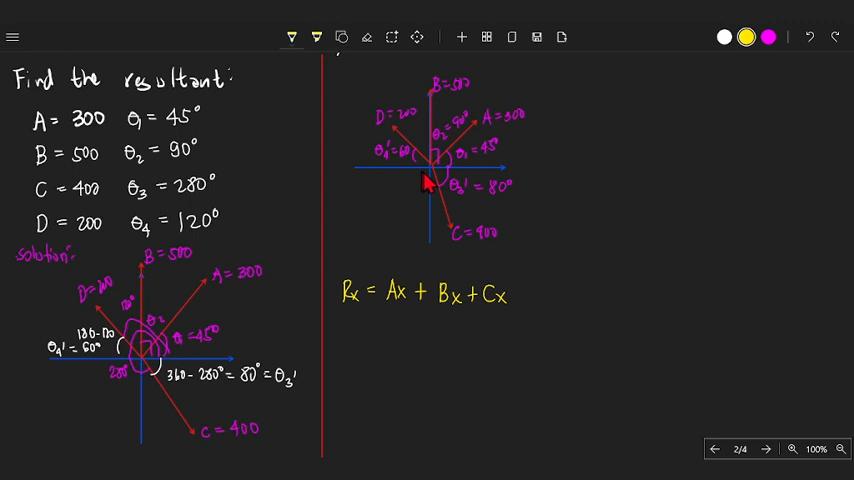 Find the resultant:
A = 300 θ1 = 45°
B = 500 θ2 = 90°
C = 400 θ3 = 280°
D = 200 θ4 = 120°
solution:
B = 500
A = 300
D = 200
120°
θ2
θ1 = 45°
180-120
θ4' = 60°
280°
360 - 280° = 80° = θ3'
C = 400
B = 500
D = 200
A = 300
θ2 = 90°
θ4' = 60
θ1 = 45°
θ3' = 80°
C = 400
Rx = Ax + Bx + Cx
2/4
100%